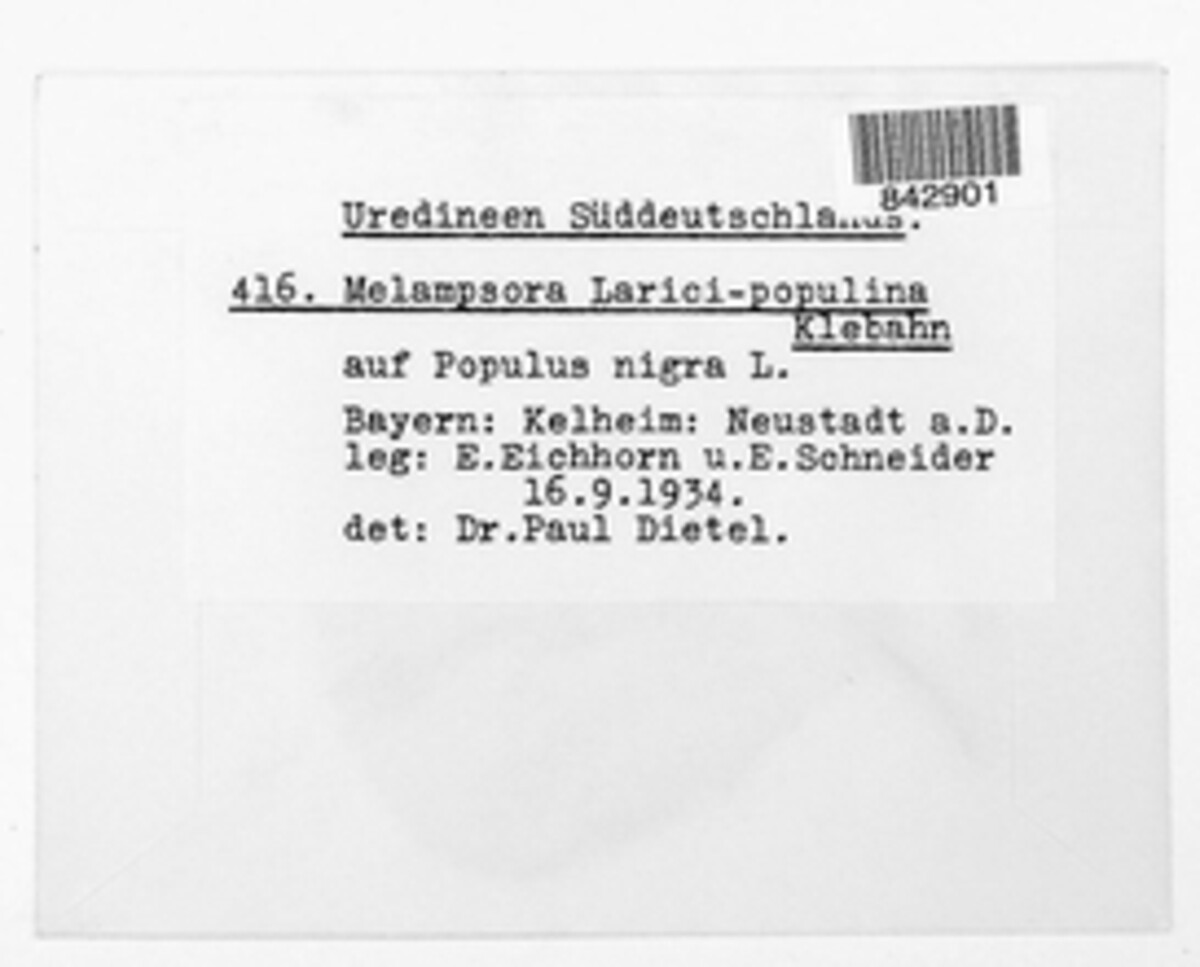 842901
Uredineen Süddeutschlands.
416. Melampsora Larici-populina
Klebahn
auf Populus nigra L.
Bayern: Kelheim: Neustadt a.D.
leg: E.Eichhorn u.E.Schneider
16.9.1934.
det: Dr.Paul Dietel.